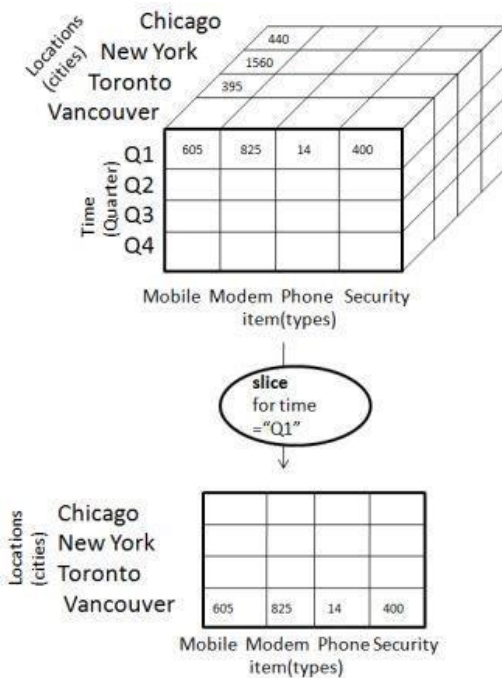 Chicago
New York
Toronto
Vancouver
Locations
(cities)
440
1560
395
Q1
Q2
Q3
Q4
Time
(Quarter)
605 825 14 400
Mobile Modem Phone Security
item(types)
slice
for time
="Q1"
Locations
(cities)
Chicago
New York
Toronto
Vancouver
605 825 14 400
Mobile Modem Phone Security
item(types)